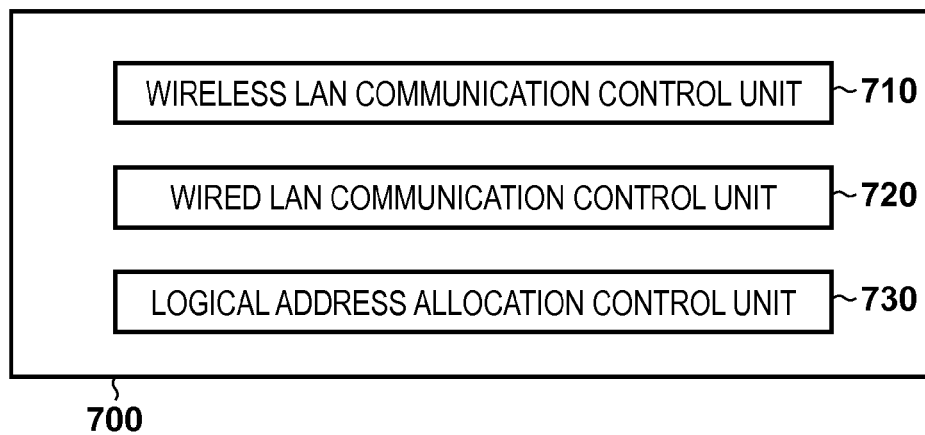 WIRELESS LAN COMMUNICATION CONTROL UNIT 710
WIRED LAN COMMUNICATION CONTROL UNIT 720
LOGICAL ADDRESS ALLOCATION CONTROL UNIT 730
700